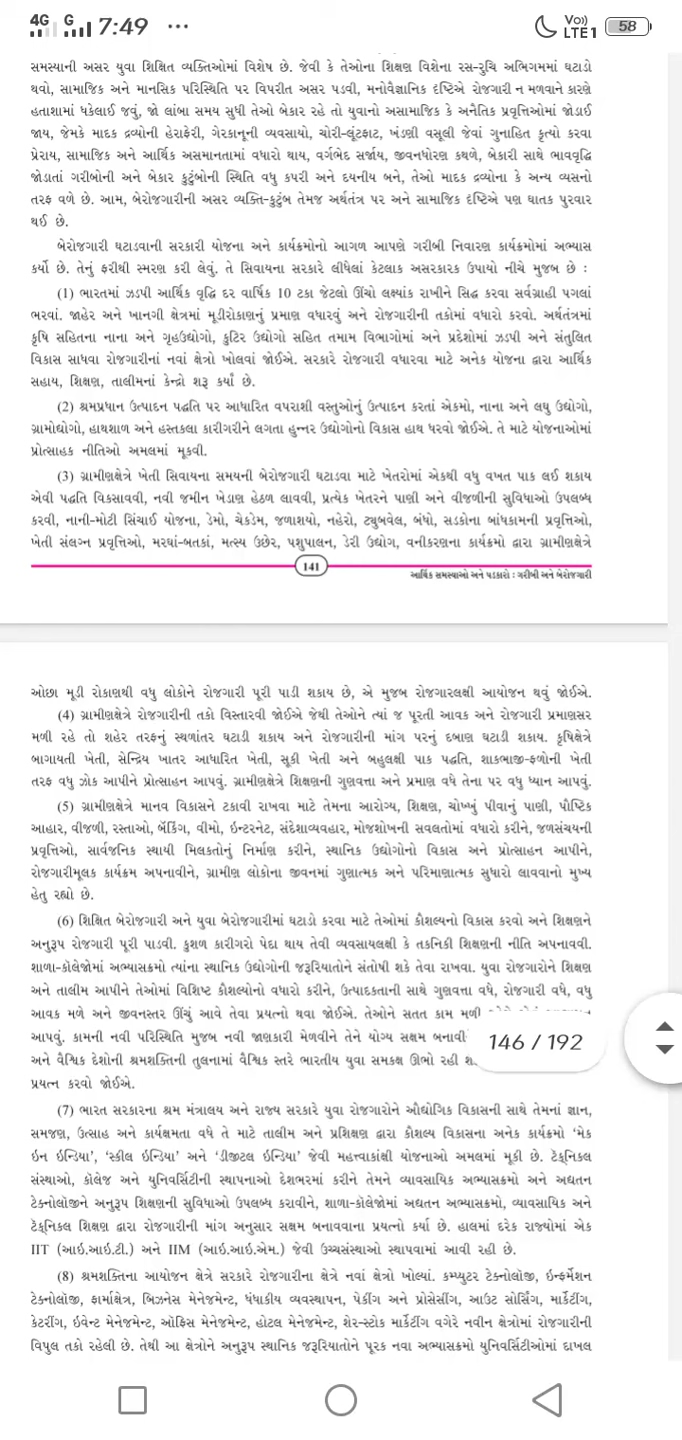 4G G 7:49 ... Vo)) LTE1 58
સમસ્યાની અસર યુવા શિક્ષિત વ્યક્તિઓમાં વિશેષ છે. જેવી કે તેઓના શિક્ષણ વિશેના રસ-રુચિ અભિગમમાં ઘટાડો
થવો, સામાજિક અને માનસિક પરિસ્થિતિ પર વિપરીત અસર પડવી, મનોવૈજ્ઞાનિક દૃષ્ટિએ રોજગારી ન મળવાને કારણે
હતાશામાં ધકેલાઈ જવું, જો લાંબા સમય સુધી તેઓ બેકાર રહે તો યુવાનો અસામાજિક કે અનૈતિક પ્રવૃત્તિઓમાં જોડાઈ
જાય, જેમકે માદક દ્રવ્યોની હેરાફેરી, ગેરકાનૂની વ્યવસાયો, ચોરી-લૂંટફાટ, ખંડણી વસૂલી જેવાં ગુનાહિત કૃત્યો કરવા
પ્રેરાય, સામાજિક અને આર્થિક અસમાનતામાં વધારો થાય, વર્ગભેદ સર્જાય, જીવનધોરણ કથળે, બેકારી સાથે ભાવવૃદ્ધિ
જોડાતાં ગરીબોની અને બેકાર કુટુંબોની સ્થિતિ વધુ કપરી અને દયનીય બને, તેઓ માદક દ્રવ્યોના કે અન્ય વ્યસનો
તરફ વળે છે. આમ, બેરોજગારીની અસર વ્યક્તિ-કુટુંબ તેમજ અર્થતંત્ર પર અને સામાજિક દૃષ્ટિએ પણ ઘાતક પુરવાર
થઈ છે.
બેરોજગારી ઘટાડવાની સરકારી યોજના અને કાર્યક્રમોનો આગળ આપણે ગરીબી નિવારણ કાર્યક્રમોમાં અભ્યાસ
કર્યો છે. તેનું ફરીથી સ્મરણ કરી લેવું. તે સિવાયના સરકારે લીધેલાં કેટલાક અસરકારક ઉપાયો નીચે મુજબ છે :
(1) ભારતમાં ઝડપી આર્થિક વૃદ્ધિ દર વાર્ષિક 10 ટકા જેટલો ઊંચો લક્ષ્યાંક રાખીને સિદ્ધ કરવા સર્વગ્રાહી પગલાં
ભરવાં. જાહેર અને ખાનગી ક્ષેત્રમાં મૂડીરોકાણનું પ્રમાણ વધારવું અને રોજગારીની તકોમાં વધારો કરવો. અર્થતંત્રમાં
કૃષિ સહિતના નાના અને ગૃહઉદ્યોગો, કુટિર ઉદ્યોગો સહિત તમામ વિભાગોમાં અને પ્રદેશોમાં ઝડપી અને સંતુલિત
વિકાસ સાધવા રોજગારીનાં નવાં ક્ષેત્રો ખોલવાં જોઈએ. સરકારે રોજગારી વધારવા માટે અનેક યોજના દ્વારા આર્થિક
સહાય, શિક્ષણ, તાલીમનાં કેન્દ્રો શરૂ કર્યાં છે.
(2) શ્રમપ્રધાન ઉત્પાદન પદ્ધતિ પર આધારિત વપરાશી વસ્તુઓનું ઉત્પાદન કરતાં એકમો, નાના અને લઘુ ઉદ્યોગો,
ગ્રામોદ્યોગો, હાથશાળ અને હસ્તકલા કારીગરીને લગતા હુન્નર ઉદ્યોગોનો વિકાસ હાથ ધરવો જોઈએ. તે માટે યોજનાઓમાં
પ્રોત્સાહક નીતિઓ અમલમાં મૂકવી.
(3) ગ્રામીણક્ષેત્રે ખેતી સિવાયના સમયની બેરોજગારી ઘટાડવા માટે ખેતરોમાં એકથી વધુ વખત પાક લઈ શકાય
એવી પદ્ધતિ વિકસાવવી, નવી જમીન ખેડાણ હેઠળ લાવવી, પ્રત્યેક ખેતરને પાણી અને વીજળીની સુવિધાઓ ઉપલબ્ધ
કરવી, નાની-મોટી સિંચાઈ યોજના, ડેમો, ચેકડેમ, જળાશયો, નહેરો, ટ્યુબવેલ, બંધો, સડકોના બાંધકામની પ્રવૃત્તિઓ,
ખેતી સંલગ્ન પ્રવૃત્તિઓ, મરઘાં-બતકાં, મત્સ્ય ઉછેર, પશુપાલન, ડેરી ઉદ્યોગ, વનીકરણના કાર્યક્રમો દ્વારા ગ્રામીણક્ષેત્રે
141
આર્થિક સમસ્યાઓ અને પડકારો : ગરીબી અને બેરોજગારી
ઓછા મૂડી રોકાણથી વધુ લોકોને રોજગારી પૂરી પાડી શકાય છે, એ મુજબ રોજગારલક્ષી આયોજન થવું જોઈએ.
(4) ગ્રામીણક્ષેત્રે રોજગારીની તકો વિસ્તારવી જોઈએ જેથી તેઓને ત્યાં જ પૂરતી આવક અને રોજગારી પ્રમાણસર
મળી રહે તો શહેર તરફનું સ્થળાંતર ઘટાડી શકાય અને રોજગારીની માંગ પરનું દબાણ ઘટાડી શકાય. કૃષિક્ષેત્રે
બાગાયતી ખેતી, સેન્દ્રિય ખાતર આધારિત ખેતી, સૂકી ખેતી અને બહુલક્ષી પાક પદ્ધતિ, શાકભાજી-ફળોની ખેતી
તરફ વધુ ઝોક આપીને પ્રોત્સાહન આપવું. ગ્રામીણક્ષેત્રે શિક્ષણની ગુણવત્તા અને પ્રમાણ વધે તેના પર વધુ ધ્યાન આપવું.
(5) ગ્રામીણક્ષેત્રે માનવ વિકાસને ટકાવી રાખવા માટે તેમના આરોગ્ય, શિક્ષણ, ચોખ્ખું પીવાનું પાણી, પૌષ્ટિક
આહાર, વીજળી, રસ્તાઓ, બૅંકિંગ, વીમો, ઇન્ટરનેટ, સંદેશાવ્યવહાર, મોજશોખની સવલતોમાં વધારો કરીને, જળસંચયની
પ્રવૃત્તિઓ, સાર્વજનિક સ્થાયી મિલકતોનું નિર્માણ કરીને, સ્થાનિક ઉદ્યોગોનો વિકાસ અને પ્રોત્સાહન આપીને,
રોજગારીમૂલક કાર્યક્રમ અપનાવીને, ગ્રામીણ લોકોના જીવનમાં ગુણાત્મક અને પરિમાણાત્મક સુધારો લાવવાનો મુખ્ય
હેતુ રહ્યો છે.
(6) શિક્ષિત બેરોજગારી અને યુવા બેરોજગારીમાં ઘટાડો કરવા માટે તેઓમાં કૌશલ્યનો વિકાસ કરવો અને શિક્ષણને
અનુરૂપ રોજગારી પૂરી પાડવી. કુશળ કારીગરો પેદા થાય તેવી વ્યવસાયલક્ષી કે તકનિકી શિક્ષણની નીતિ અપનાવવી.
શાળા-કોલેજોમાં અભ્યાસક્રમો ત્યાંના સ્થાનિક ઉદ્યોગોની જરૂરિયાતોને સંતોષી શકે તેવા રાખવા. યુવા રોજગારોને શિક્ષણ
અને તાલીમ આપીને તેઓમાં વિશિષ્ટ કૌશલ્યોનો વધારો કરીને, ઉત્પાદકતાની સાથે ગુણવત્તા વધે, રોજગારી વધે, વધુ
આવક મળે અને જીવનસ્તર ઊંચું આવે તેવા પ્રયત્નો થવા જોઈએ. તેઓને સતત કામ મળી
આપવું. કામની નવી પરિસ્થિતિ મુજબ નવી જાણકારી મેળવીને તેને યોગ્ય સક્ષમ બનાવી 146 / 192
અને વૈશ્વિક દેશોની શ્રમશક્તિની તુલનામાં વૈશ્વિક સ્તરે ભારતીય યુવા સમકક્ષ ઊભો રહી શ
પ્રયત્ન કરવો જોઈએ.
(7) ભારત સરકારના શ્રમ મંત્રાલય અને રાજ્ય સરકારે યુવા રોજગારોને ઔદ્યોગિક વિકાસની સાથે તેમનાં જ્ઞાન,
સમજણ, ઉત્સાહ અને કાર્યક્ષમતા વધે તે માટે તાલીમ અને પ્રશિક્ષણ દ્વારા કૌશલ્ય વિકાસના અનેક કાર્યક્રમો ‘મેક
ઇન ઇન્ડિયા’, ‘સ્કીલ ઇન્ડિયા’ અને ‘ડીજીટલ ઇન્ડિયા’ જેવી મહત્ત્વાકાંક્ષી યોજનાઓ અમલમાં મૂકી છે. ટૅક્નિકલ
સંસ્થાઓ, કૉલેજ અને યુનિવર્સિટીની સ્થાપનાઓ દેશભરમાં કરીને તેમને વ્યાવસાયિક અભ્યાસક્રમો અને અદ્યતન
ટેક્નોલૉજીને અનુરૂપ શિક્ષણની સુવિધાઓ ઉપલબ્ધ કરાવીને, શાળા-કોલેજોમાં અદ્યતન અભ્યાસક્રમો, વ્યાવસાયિક અને
ટૅક્નિકલ શિક્ષણ દ્વારા રોજગારીની માંગ અનુસાર સક્ષમ બનાવવાના પ્રયત્નો કર્યા છે. હાલમાં દરેક રાજ્યોમાં એક
IIT (આઇ.આઇ.ટી.) અને IIM (આઇ.આઇ.એમ.) જેવી ઉચ્ચસંસ્થાઓ સ્થાપવામાં આવી રહી છે.
(8) શ્રમશક્તિના આયોજન ક્ષેત્રે સરકારે રોજગારીના ક્ષેત્રે નવાં ક્ષેત્રો ખોલ્યાં. કમ્પ્યુટર ટેક્નોલૉજી, ઇન્ફર્મેશન
ટેક્નોલૉજી, ફાર્માક્ષેત્ર, બિઝનેસ મેનેજમેન્ટ, ધંધાકીય વ્યવસ્થાપન, પેકીંગ અને પ્રોસેસીંગ, આઉટ સોર્સિંગ, માર્કેટીંગ,
કેટરીંગ, ઇવેન્ટ મેનેજમેન્ટ, ઑફિસ મેનેજમેન્ટ, હોટલ મેનેજમેન્ટ, શેર-સ્ટોક માર્કેટીંગ વગેરે નવીન ક્ષેત્રોમાં રોજગારીની
વિપુલ તકો રહેલી છે. તેથી આ ક્ષેત્રોને અનુરૂપ સ્થાનિક જરૂરિયાતોને પૂરક નવા અભ્યાસક્રમો યુનિવર્સિટીઓમાં દાખલ